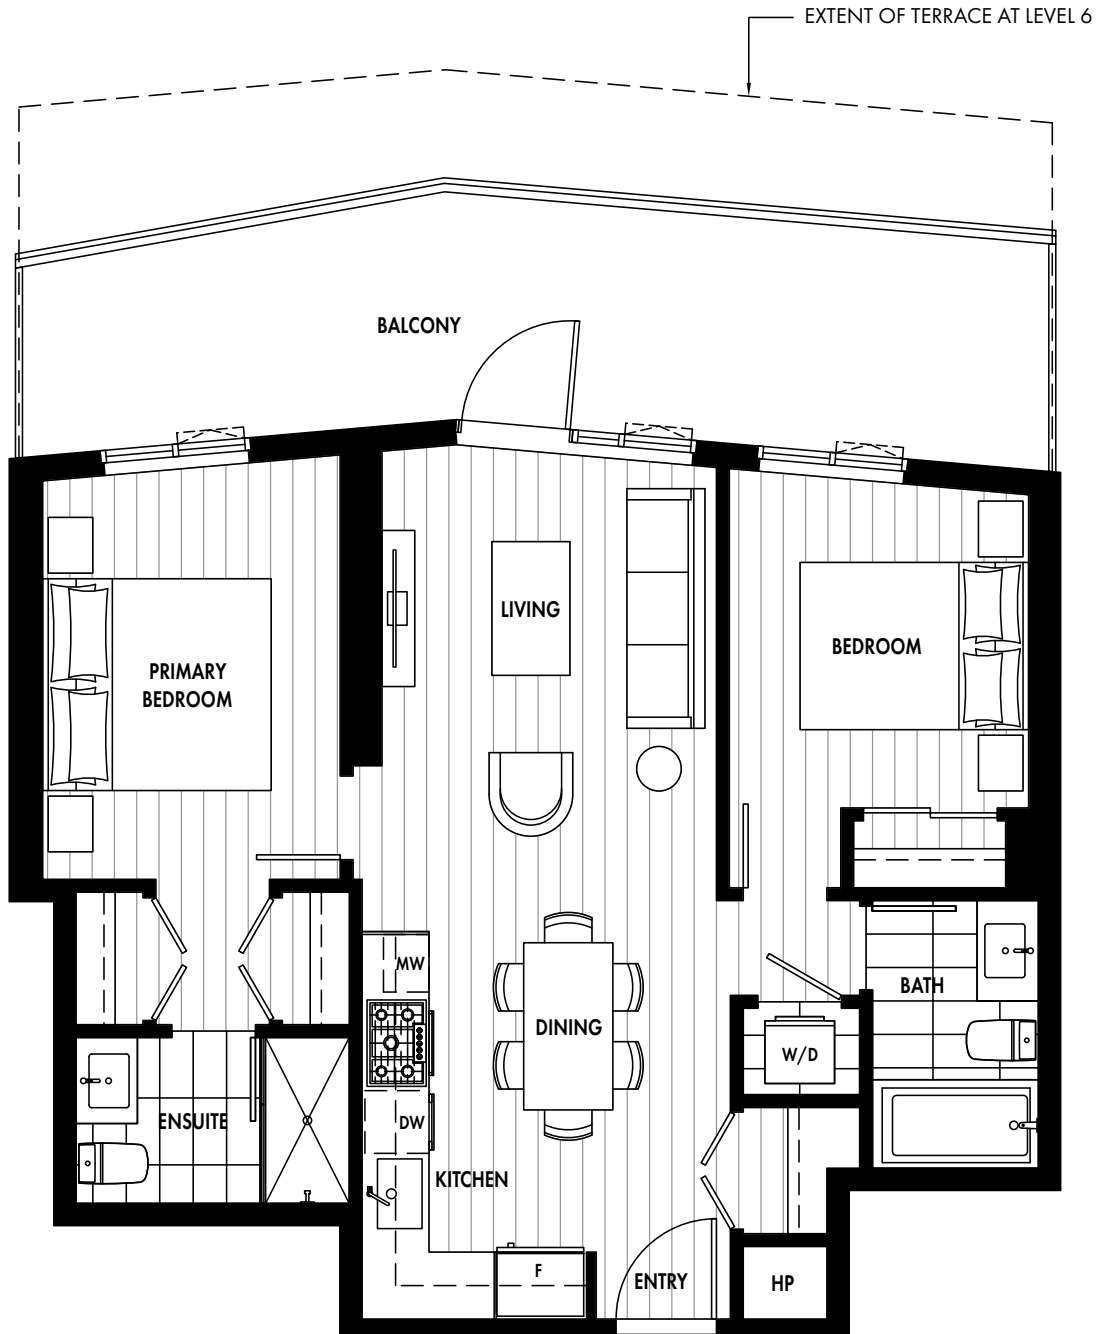 EXTENT OF TERRACE AT LEVEL 6
BALCONY
LIVING
PRIMARY
BEDROOM
BEDROOM
MW
BATH
DINING
W/D
ENSUITE
DW
KITCHEN
F
ENTRY
HP